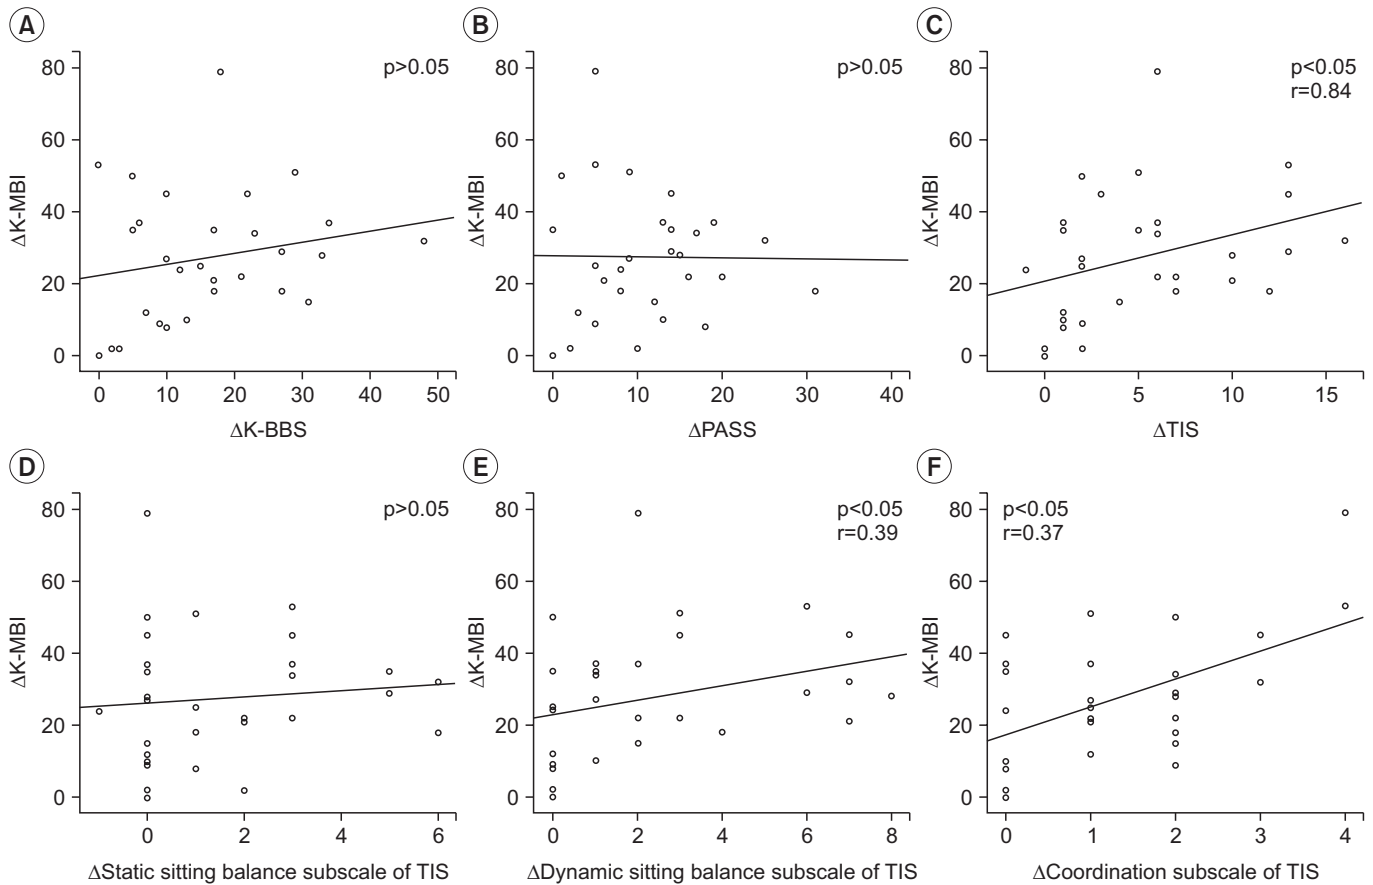 A
p>0.05
ΔK-MBI
80
60
40
20
0
0 10 20 30 40 50
ΔK-BBS
B
p>0.05
ΔK-MBI
80
60
40
20
0
0 10 20 30 40
ΔPASS
C
p<0.05
r=0.84
ΔK-MBI
80
60
40
20
0
0 5 10 15
ΔTIS
D
p>0.05
ΔK-MBI
80
60
40
20
0
0 2 4 6
ΔStatic sitting balance subscale of TIS
E
p<0.05
r=0.39
ΔK-MBI
80
60
40
20
0
0 2 4 6 8
ΔDynamic sitting balance subscale of TIS
F
p<0.05
r=0.37
ΔK-MBI
80
60
40
20
0
0 1 2 3 4
ΔCoordination subscale of TIS